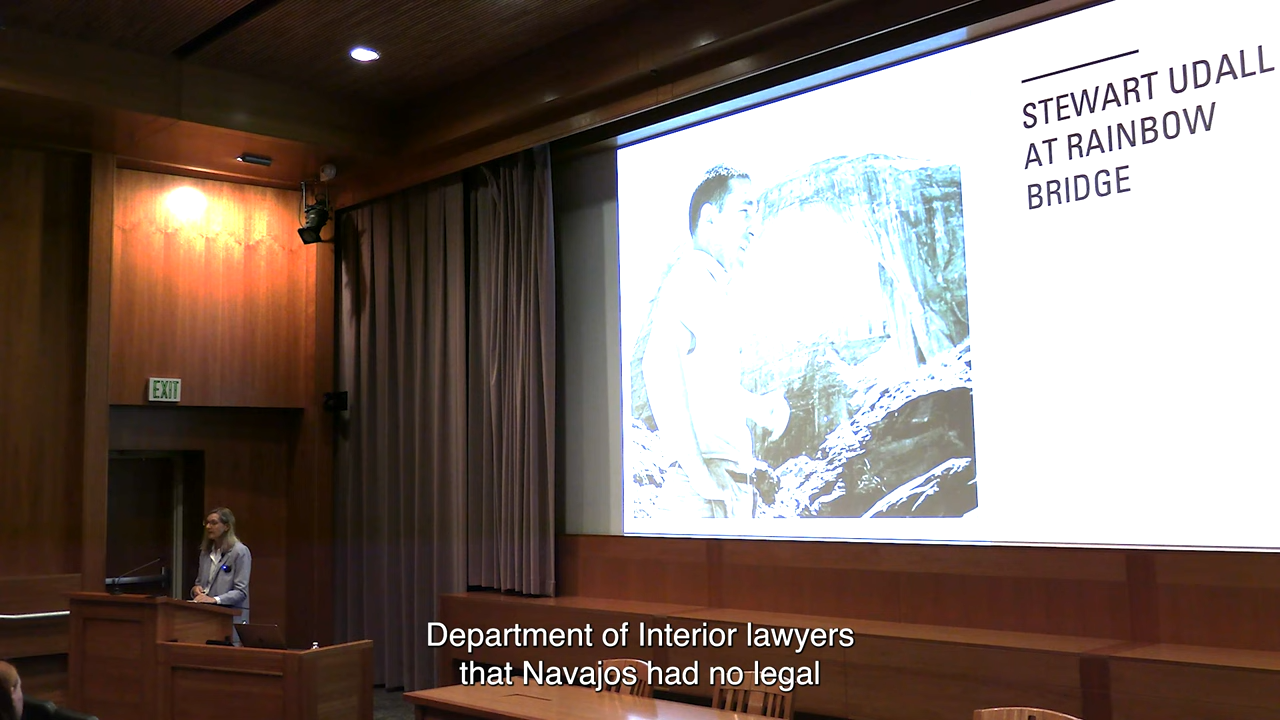 STEWART UDALL
AT RAINBOW
BRIDGE
EXIT
Department of Interior lawyers
that Navajos had no legal